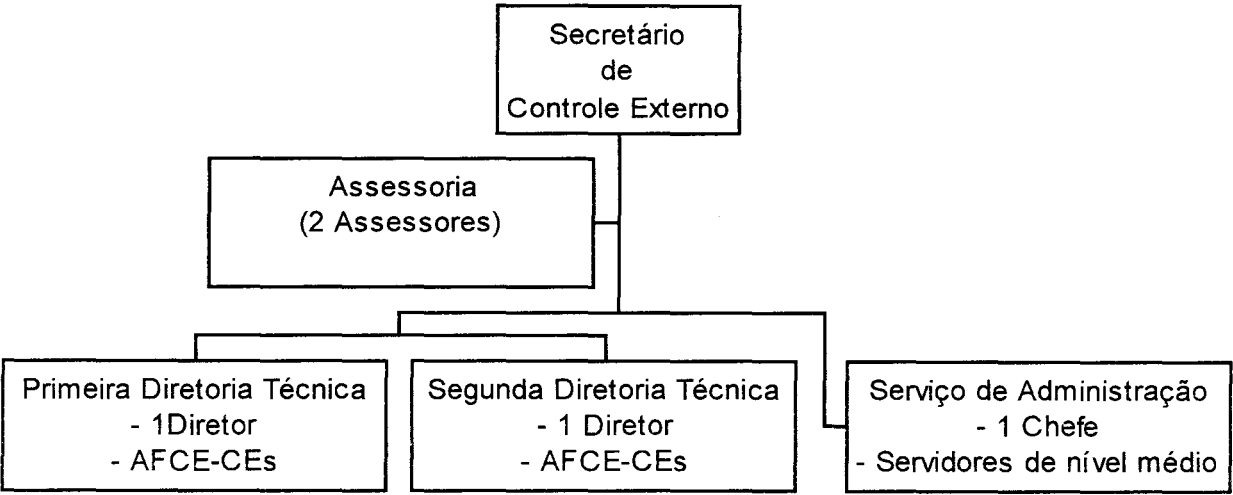 Secretário
de
Controle Externo
Assessoria
(2 Assessores)
Primeira Diretoria Técnica
- 1Diretor
- AFCE-CEs
Segunda Diretoria Técnica
- 1 Diretor
- AFCE-CEs
Serviço de Administração
- 1 Chefe
- Servidores de nível médio